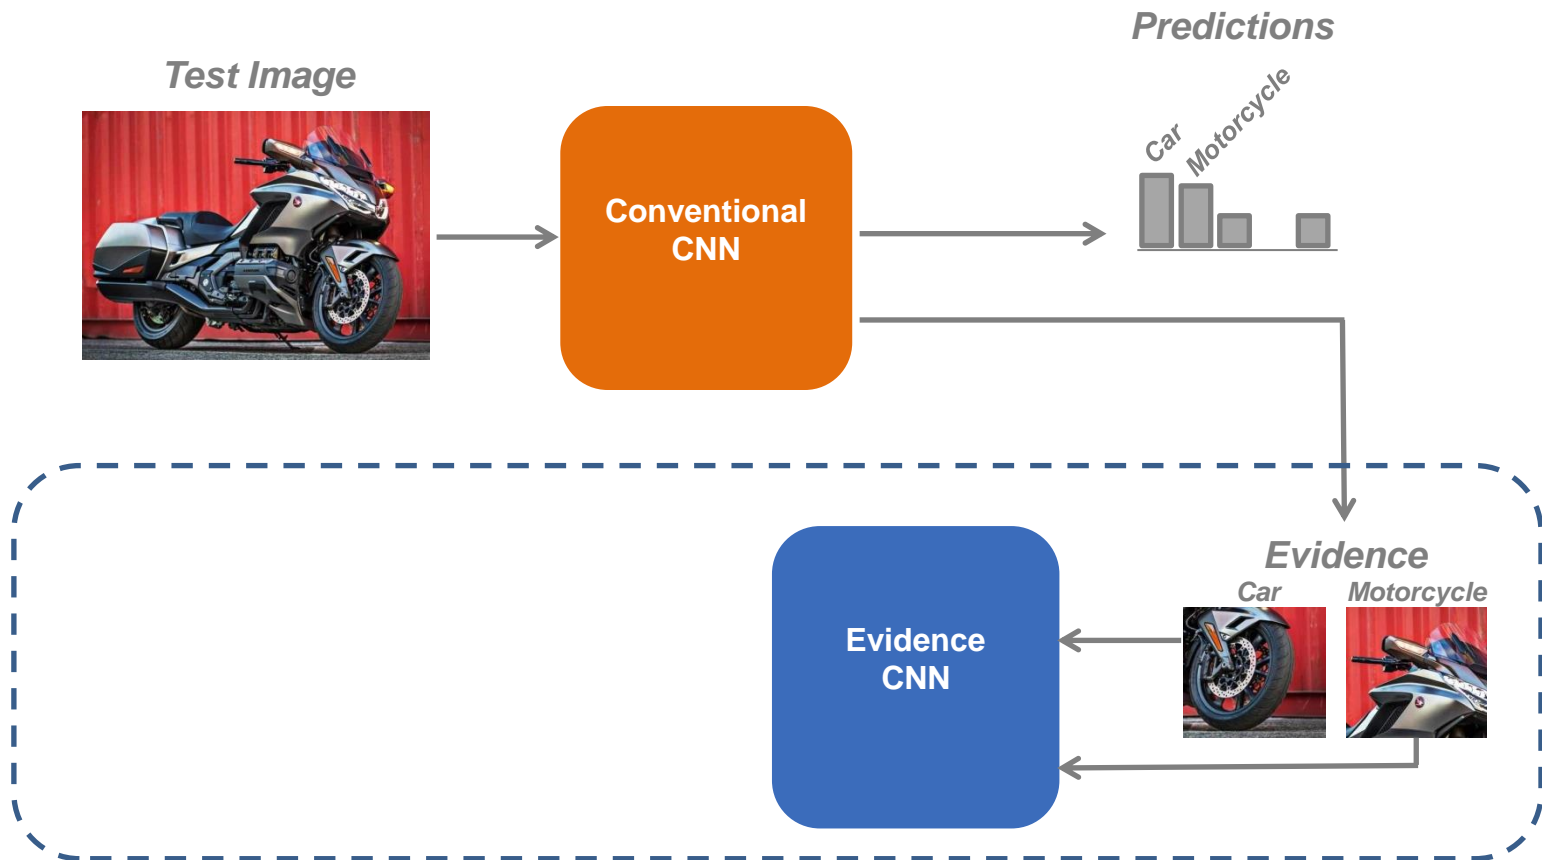 Predictions
Test Image
Car
Motorcycle
Conventional
CNN
Evidence
Car
Motorcycle
Evidence
CNN